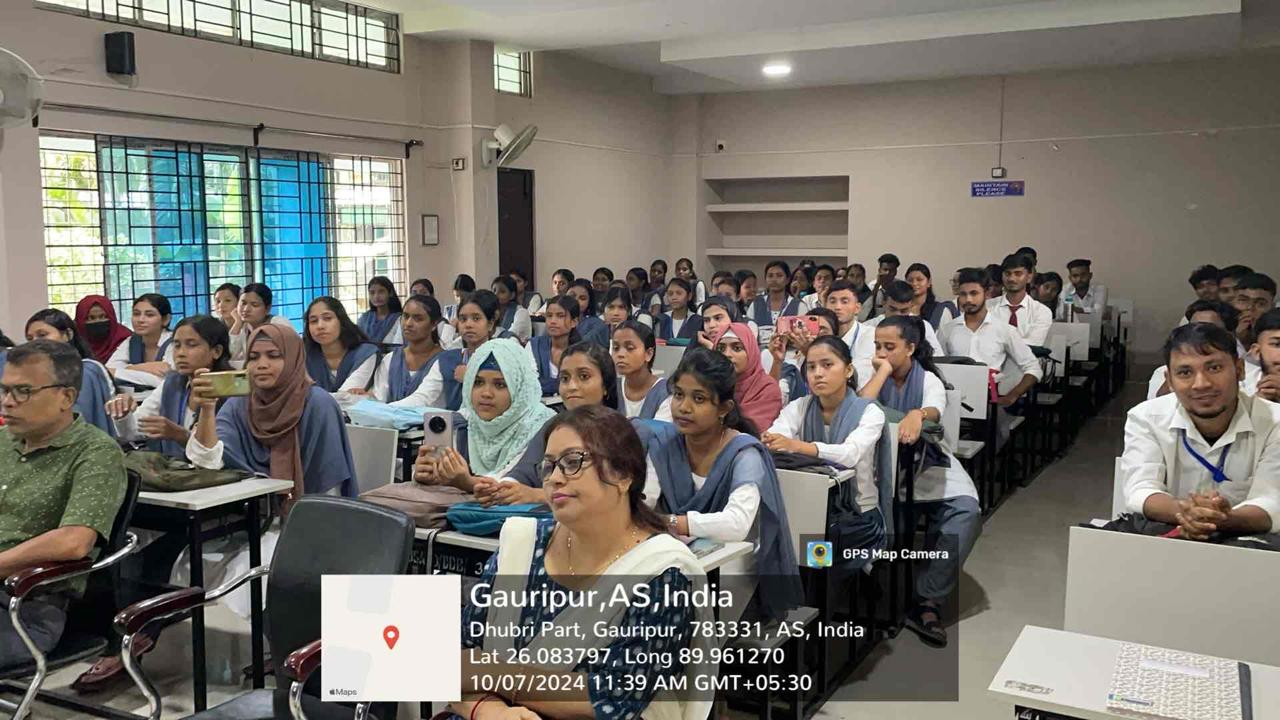 MAINTAIN
SILENCE
PLEASE
GPS Map Camera
Gauripur,AS,India
Dhubri Part, Gauripur, 783331, AS, India
Lat 26.083797, Long 89.961270
10/07/2024 11:39 AM GMT+05:30
Maps